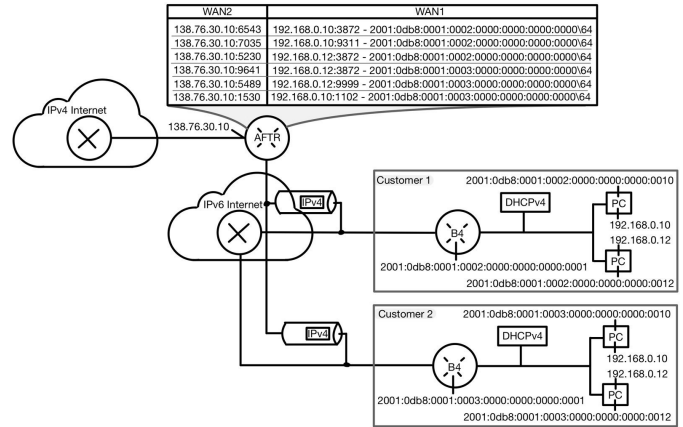 WAN2 WAN1
138.76.30.10:6543 192.168.0.10:3872 - 2001:0db8:0001:0002:0000:0000:0000:0000\64
138.76.30.10:7035 192.168.0.10:9311 - 2001:0db8:0001:0002:0000:0000:0000:0000\64
138.76.30.10:5230 192.168.0.12:3872 - 2001:0db8:0001:0002:0000:0000:0000:0000\64
138.76.30.10:9641 192.168.0.12:3872 - 2001:0db8:0001:0003:0000:0000:0000:0000\64
138.76.30.10:5489 192.168.0.12:9999 - 2001:0db8:0001:0003:0000:0000:0000:0000\64
138.76.30.10:1530 192.168.0.10:1102 - 2001:0db8:0001:0003:0000:0000:0000:0000\64
IPv4 Internet
138.76.30.10
AFTR
IPv6 Internet
IPv4
Customer 1
2001:0db8:0001:0002:0000:0000:0000:0010
DHCPv4
PC
192.168.0.10
192.168.0.12
B4
PC
2001:0db8:0001:0002:0000:0000:0000:0001
2001:0db8:0001:0002:0000:0000:0000:0012
IPv4
Customer 2
2001:0db8:0001:0003:0000:0000:0000:0010
DHCPv4
PC
192.168.0.10
192.168.0.12
B4
PC
2001:0db8:0001:0003:0000:0000:0000:0001
2001:0db8:0001:0003:0000:0000:0000:0012